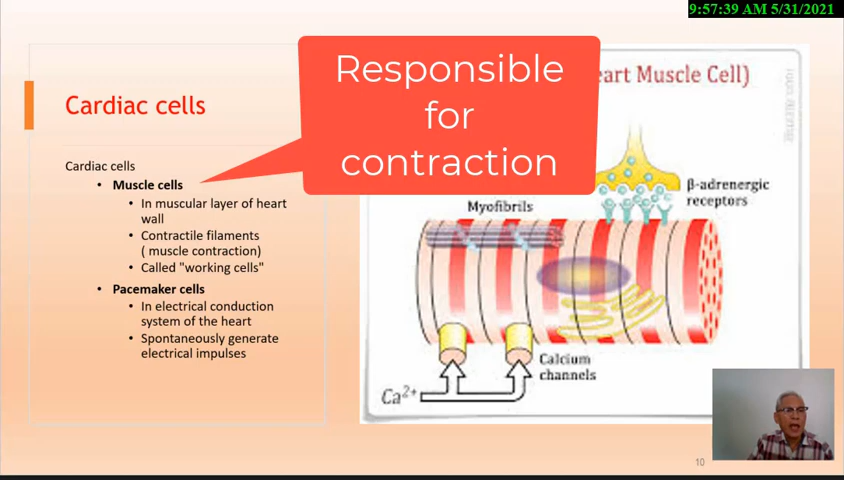 9:57:39 AM 5/31/2021
Responsible
for
contraction
eart Muscle Cell)
Cardiac cells
Cardiac cells
• Muscle cells
• In muscular layer of heart
wall
• Contractile filaments
( muscle contraction)
• Called "working cells"
• Pacemaker cells
• In electrical conduction
system of the heart
• Spontaneously generate
electrical impulses
β-adrenergic
receptors
Myofibrils
Calcium
channels
Ca²⁺
10